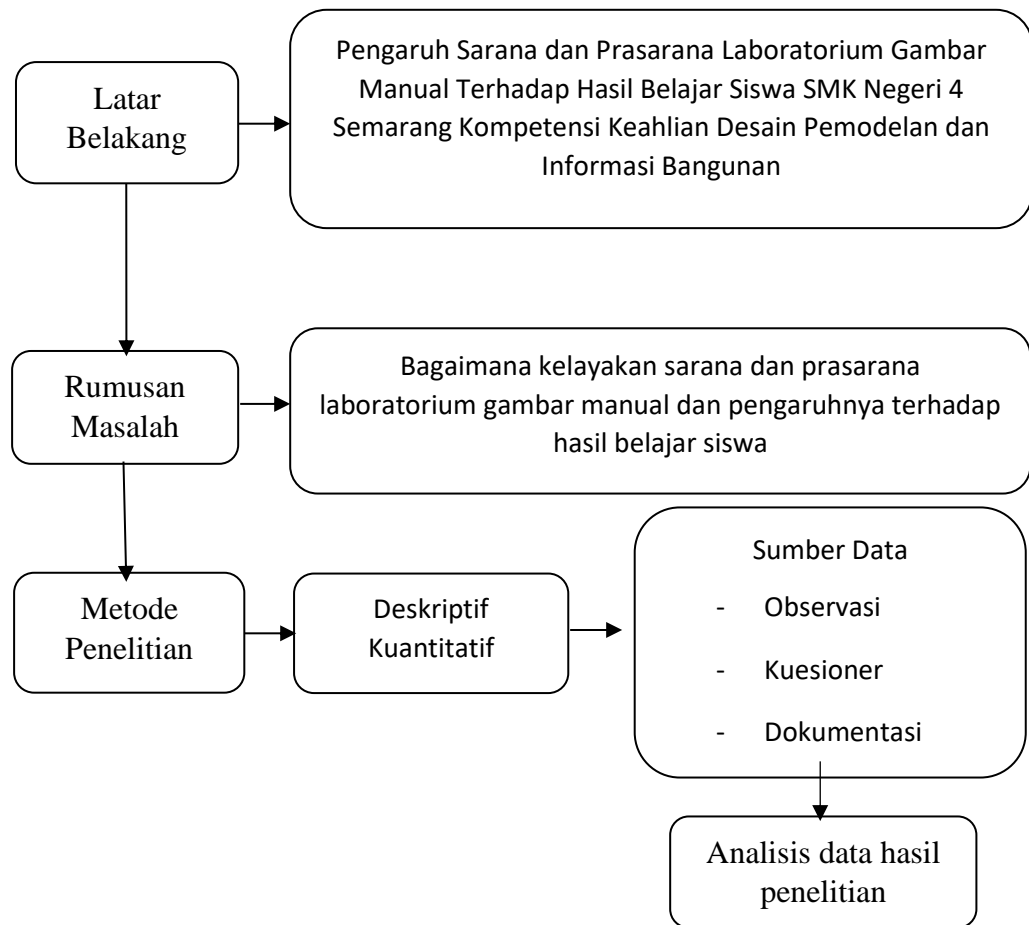 Latar
Belakang
Pengaruh Sarana dan Prasarana Laboratorium Gambar
Manual Terhadap Hasil Belajar Siswa SMK Negeri 4
Semarang Kompetensi Keahlian Desain Pemodelan dan
Informasi Bangunan
Rumusan
Masalah
Bagaimana kelayakan sarana dan prasarana
laboratorium gambar manual dan pengaruhnya terhadap
hasil belajar siswa
Metode
Penelitian
Deskriptif
Kuantitatif
Sumber Data
- Observasi
- Kuesioner
- Dokumentasi
Analisis data hasil
penelitian